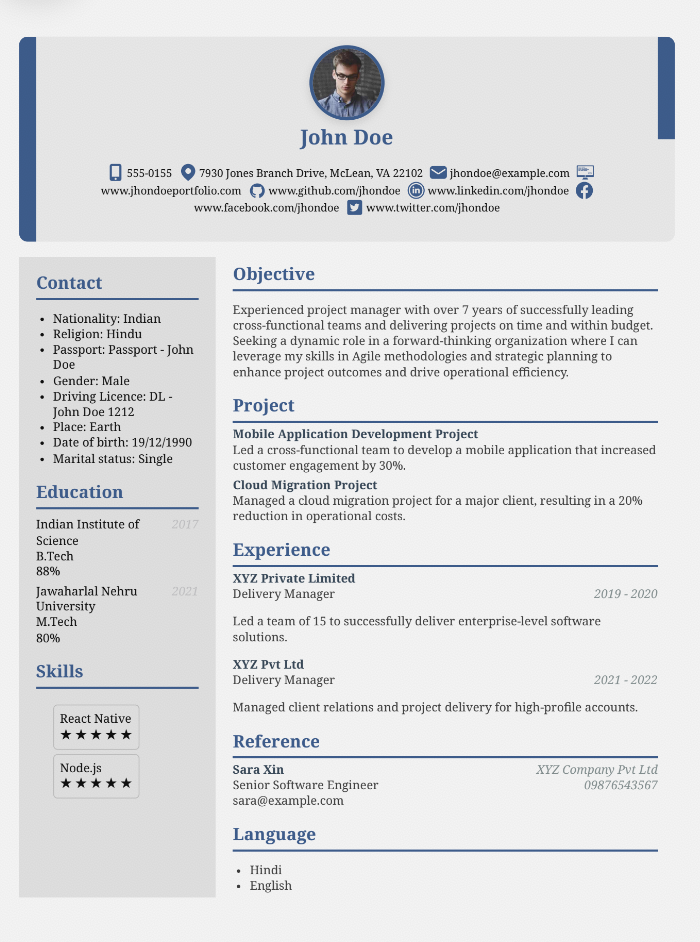 John Doe
555-0155 7930 Jones Branch Drive, McLean, VA 22102 jhondoe@example.com
www.jhondoeportfolio.com www.github.com/jhondoe www.linkedin.com/jhondoe
www.facebook.com/jhondoe www.twitter.com/jhondoe
Contact
• Nationality: Indian
• Religion: Hindu
• Passport: Passport - John
Doe
• Gender: Male
• Driving Licence: DL -
John Doe 1212
• Place: Earth
• Date of birth: 19/12/1990
• Marital status: Single
Education
Indian Institute of 2017
Science
B.Tech
88%
Jawaharlal Nehru 2021
University
M.Tech
80%
Skills
React Native
★★★★★
Node.js
★★★★★
Objective
Experienced project manager with over 7 years of successfully leading
cross-functional teams and delivering projects on time and within budget.
Seeking a dynamic role in a forward-thinking organization where I can
leverage my skills in Agile methodologies and strategic planning to
enhance project outcomes and drive operational efficiency.
Project
Mobile Application Development Project
Led a cross-functional team to develop a mobile application that increased
customer engagement by 30%.
Cloud Migration Project
Managed a cloud migration project for a major client, resulting in a 20%
reduction in operational costs.
Experience
XYZ Private Limited
Delivery Manager 2019 - 2020
Led a team of 15 to successfully deliver enterprise-level software
solutions.
XYZ Pvt Ltd
Delivery Manager 2021 - 2022
Managed client relations and project delivery for high-profile accounts.
Reference
Sara Xin XYZ Company Pvt Ltd
Senior Software Engineer 09876543567
sara@example.com
Language
• Hindi
• English